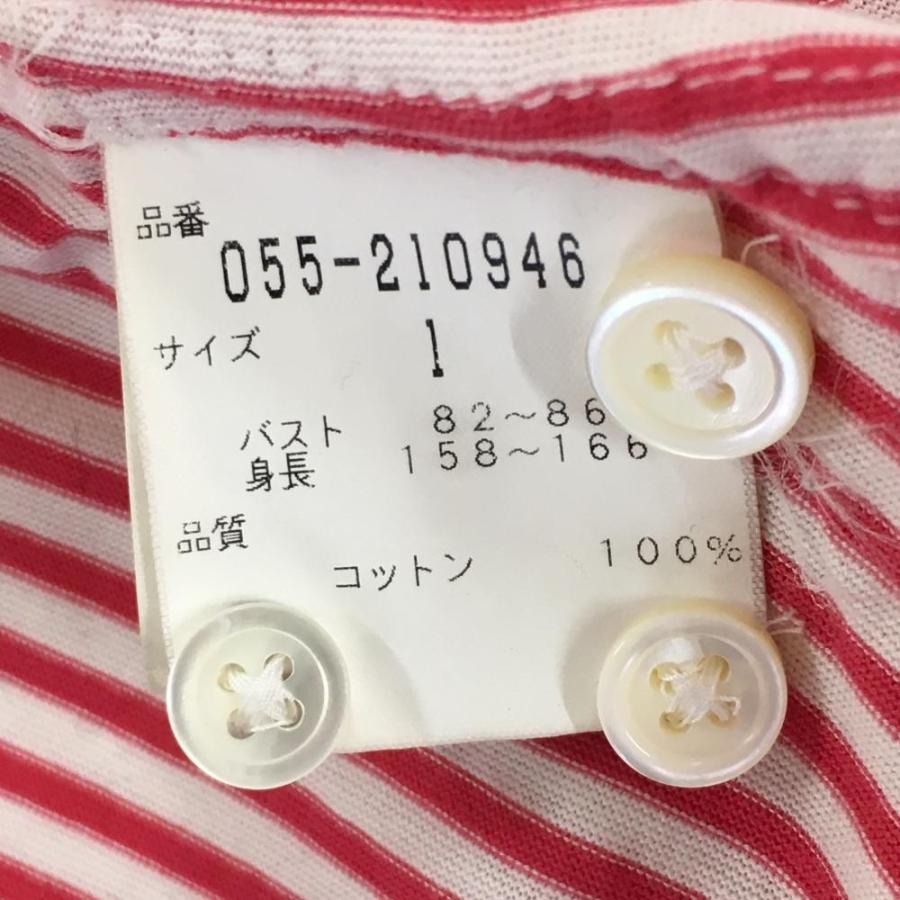 品番
055-210946
サイズ 1
バスト 82～86
身長 158～166
品質
コットン 100%